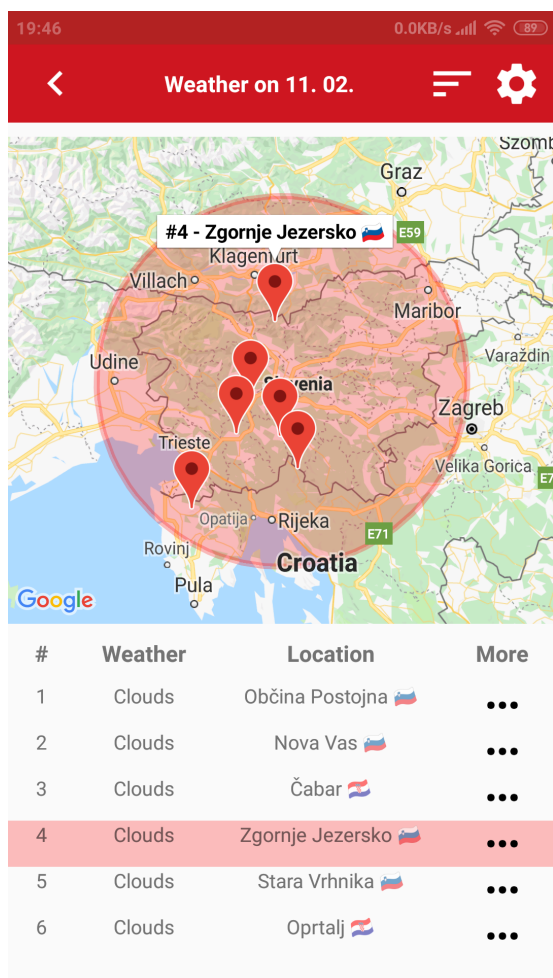 19:46 0.0KB/s 89
Weather on 11. 02.
Szomb
Graz
#4 - Zgornje Jezersko
E59
Klagenfurt
Villach
Maribor
Udine
Varaždin
Slovenia
Zagreb
Trieste
Velika Gorica
E7
Opatija
Rijeka
E71
Rovinj
Croatia
Pula
Google
# Weather Location More
1 Clouds Občina Postojna
2 Clouds Nova Vas
3 Clouds Čabar
4 Clouds Zgornje Jezersko
5 Clouds Stara Vrhnika
6 Clouds Oprtalj